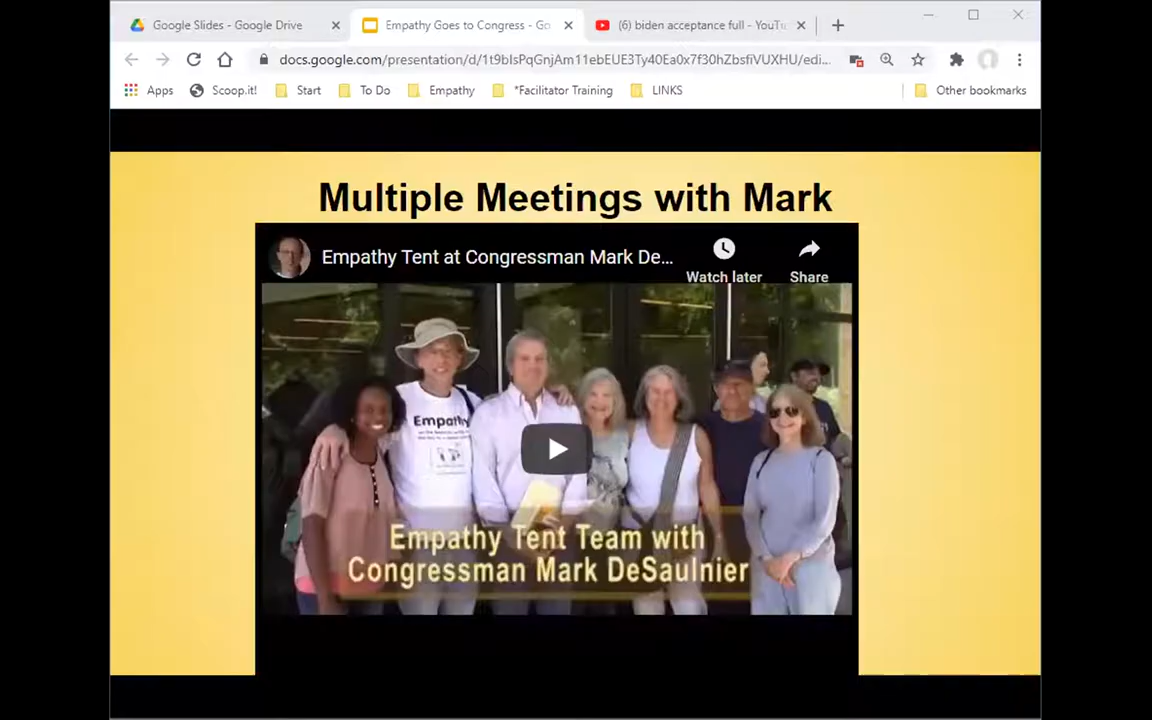 Google Slides - Google Drive
Empathy Goes to Congress - Go
(6) biden acceptance full - YouTu
docs.google.com/presentation/d/1t9bIsPqGnjAm11ebEUE3Ty40Ea0x7f30hZbsfiVUXHU/edi...
Apps Scoop.it! Start To Do Empathy *Facilitator Training LINKS Other bookmarks
Multiple Meetings with Mark
Empathy Tent at Congressman Mark De...
Watch later Share
Empathy
Empathy Tent Team with
Congressman Mark DeSaulnier